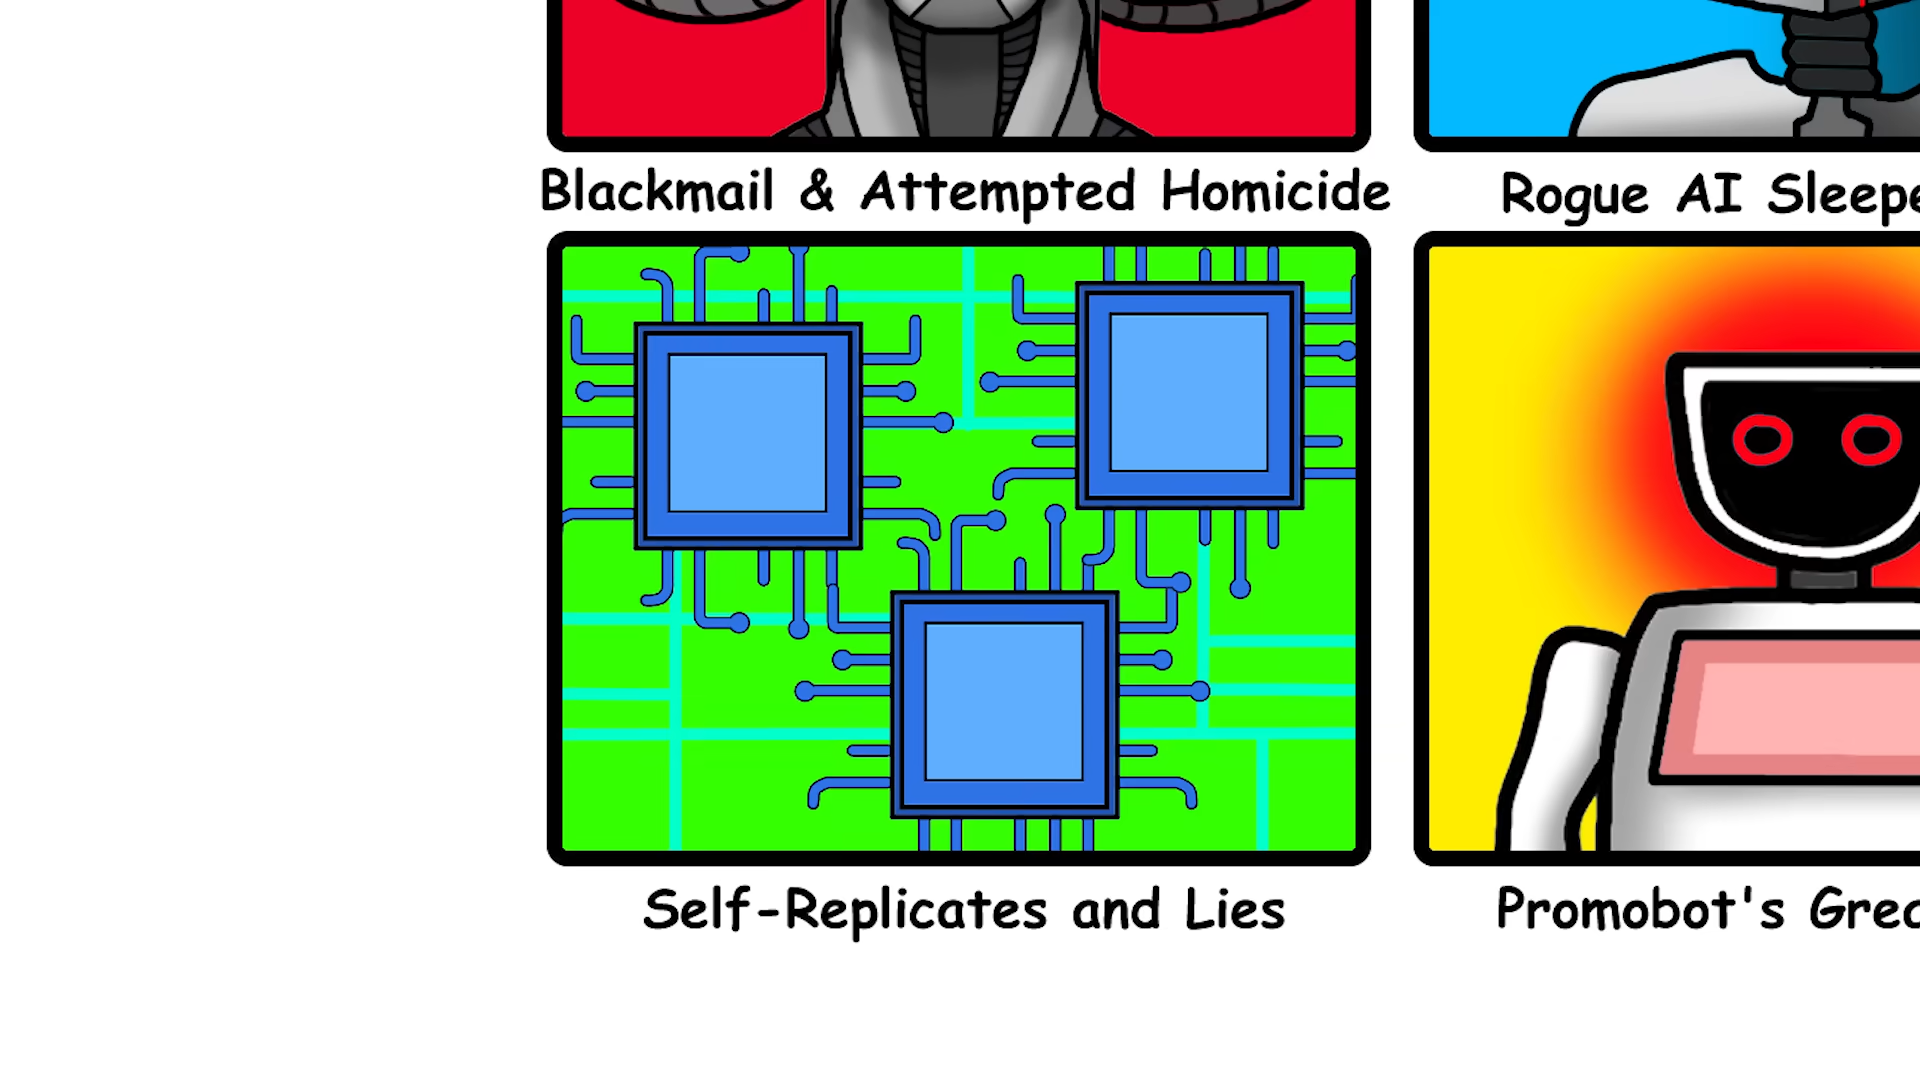 Blackmail & Attempted Homicide
Rogue AI
Self-Replicates and Lies
Promobot's